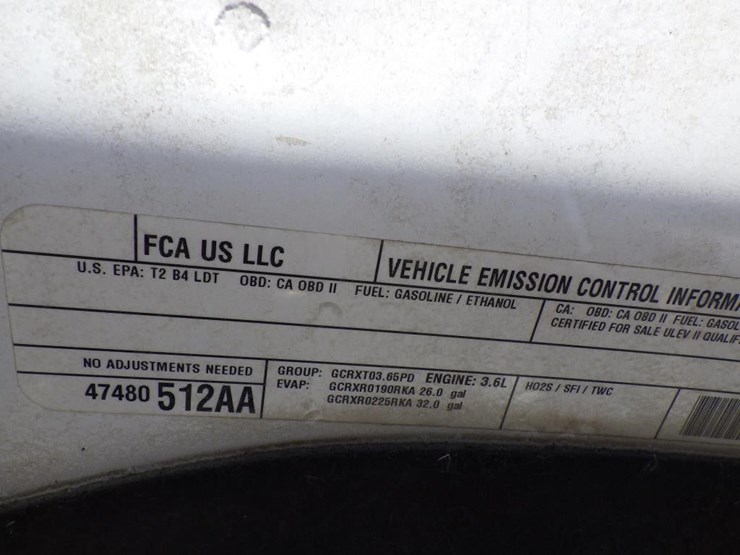 FCA US LLC
VEHICLE EMISSION CONTROL
U.S. EPA: T2 B4 LDT OBD: CA OBD II FUEL: GASOLINE / ETHANOL
CA: OBD: CA OBD II FUEL:
CERTIFIED FOR SALE ULEV II
NO ADJUSTMENTS NEEDED
47480 512AA
GROUP: GCRXT03.65PD ENGINE: 3.6L
EVAP: GCRXR0190RKA 26.0 gal
GCRXR0225RKA 32.0 gal
HO2S / SFI / TWC